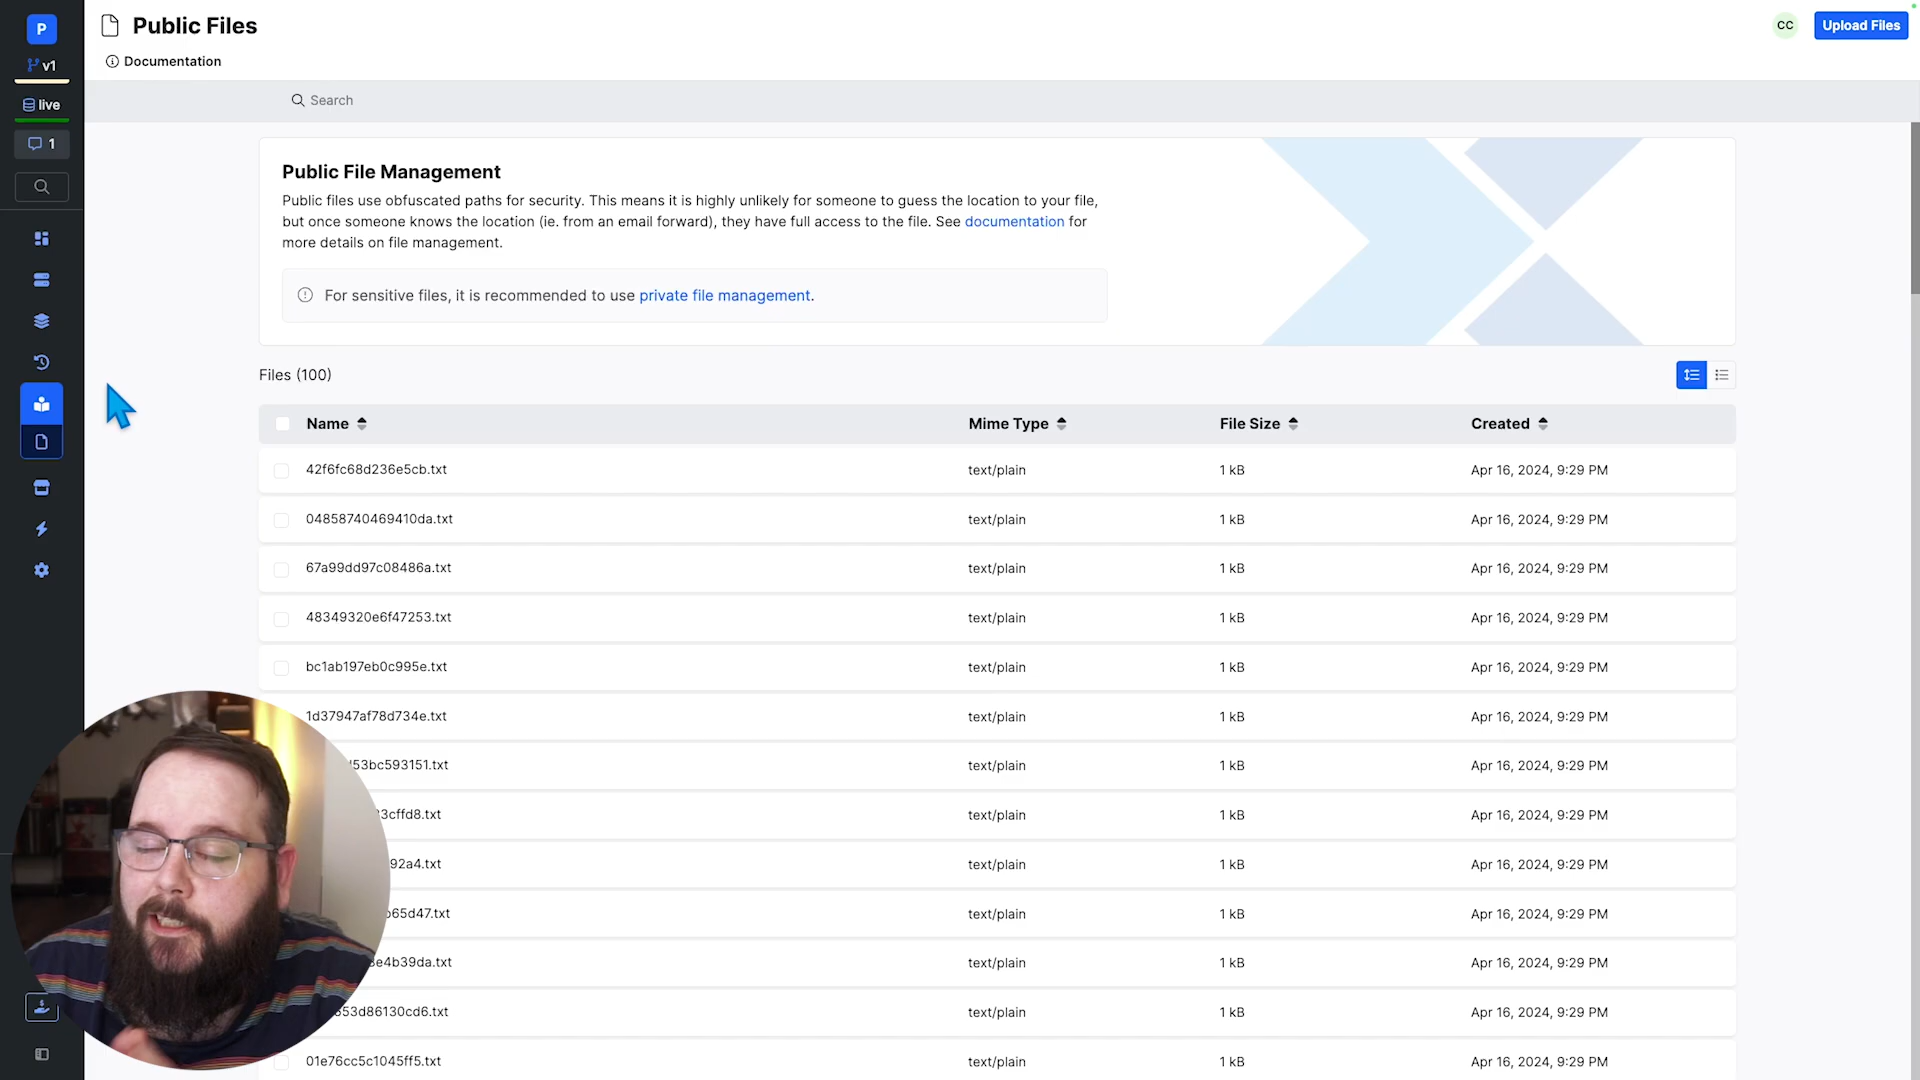 P
Public Files
CC
Upload Files
v1
Documentation
live
Search
1
Public File Management
Public files use obfuscated paths for security. This means it is highly unlikely for someone to guess the location to your file,
but once someone knows the location (ie. from an email forward), they have full access to the file. See documentation for
more details on file management.
For sensitive files, it is recommended to use private file management.
Files (100)
Name Mime Type File Size Created
42f6fc68d236e5cb.txt text/plain 1 kB Apr 16, 2024, 9:29 PM
04858740469410da.txt text/plain 1 kB Apr 16, 2024, 9:29 PM
67a99dd97c08486a.txt text/plain 1 kB Apr 16, 2024, 9:29 PM
48349320e6f47253.txt text/plain 1 kB Apr 16, 2024, 9:29 PM
bc1ab197eb0c995e.txt text/plain 1 kB Apr 16, 2024, 9:29 PM
1d37947af78d734e.txt text/plain 1 kB Apr 16, 2024, 9:29 PM
53bc593151.txt text/plain 1 kB Apr 16, 2024, 9:29 PM
3cffd8.txt text/plain 1 kB Apr 16, 2024, 9:29 PM
92a4.txt text/plain 1 kB Apr 16, 2024, 9:29 PM
65d47.txt text/plain 1 kB Apr 16, 2024, 9:29 PM
e4b39da.txt text/plain 1 kB Apr 16, 2024, 9:29 PM
53d86130cd6.txt text/plain 1 kB Apr 16, 2024, 9:29 PM
01e76cc5c1045ff5.txt text/plain 1 kB Apr 16, 2024, 9:29 PM